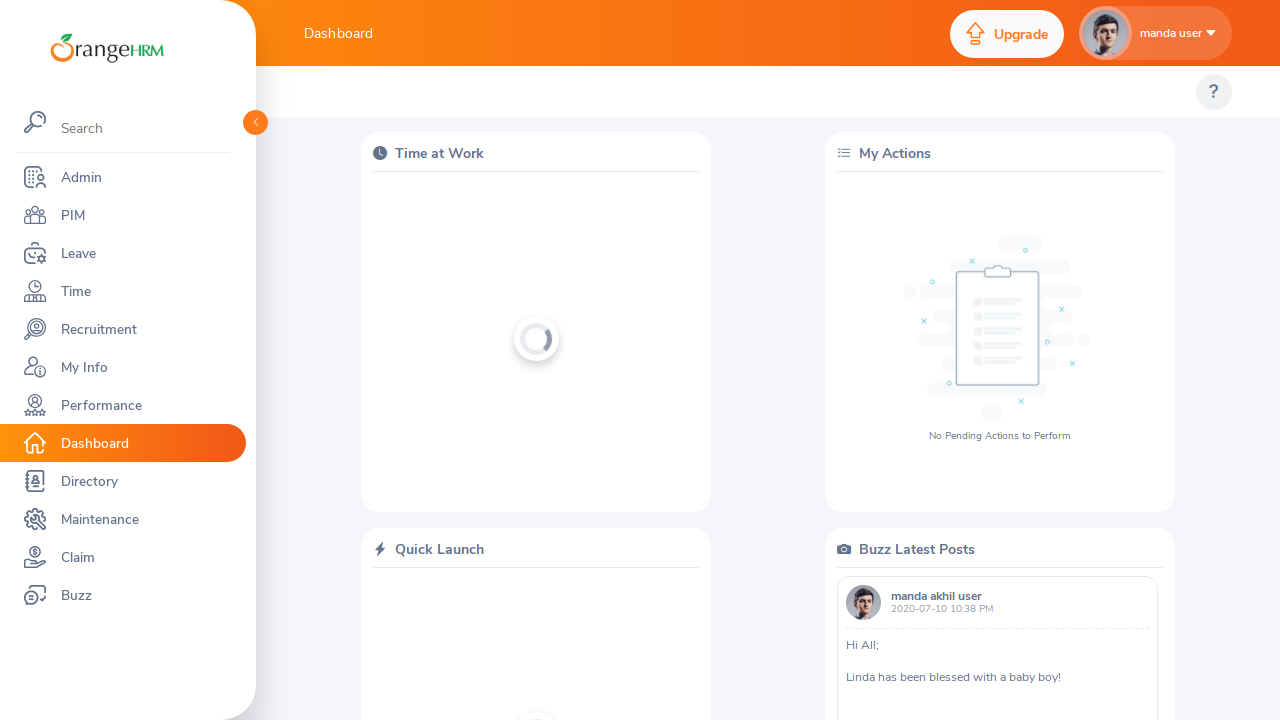 OrangeHRM
Dashboard
Upgrade
manda user
?
Search
Admin
PIM
Leave
Time
Recruitment
My Info
Performance
Dashboard
Directory
Maintenance
Claim
Buzz
Time at Work
My Actions
No Pending Actions to Perform
Quick Launch
Buzz Latest Posts
manda akhil user
2020-07-10 10:38 PM
Hi All;
Linda has been blessed with a baby boy!